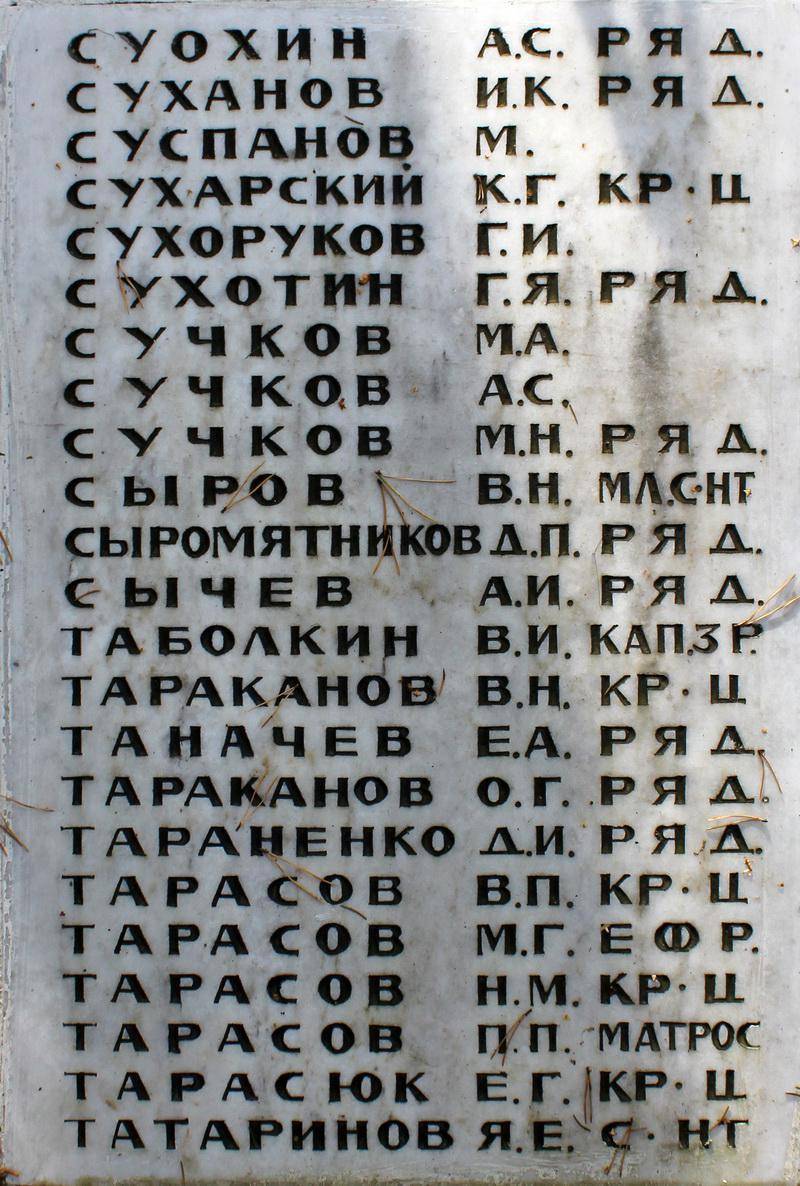 СУОХИН А.С. РЯД.
СУХАНОВ И.К. РЯД.
СУСПАНОВ М.
СУХАРСКИЙ К.Г. КР·Ц
СУХОРУКОВ Г.И.
СУХОТИН Г.Я. РЯД.
СУЧКОВ М.А.
СУЧКОВ А.С.
СУЧКОВ М.Н. РЯД.
СЫРОВ В.Н. МЛ.С·НТ
СЫРОМЯТНИКОВ Д.П. РЯД.
СЫЧЕВ А.И. РЯД.
ТАБОЛКИН В.И. КАП.3Р.
ТАРАКАНОВ В.Н. КР·Ц
ТАНАЧЕВ Е.А. РЯД.
ТАРАКАНОВ О.Г. РЯД.
ТАРАНЕНКО Д.И. РЯД.
ТАРАСОВ В.П. КР·Ц
ТАРАСОВ М.Г. ЕФР.
ТАРАСОВ Н.М. КР·Ц
ТАРАСОВ П.П. МАТРОС
ТАРАСЮК Е.Г. КР·Ц
ТАТАРИНОВ Я.Е. С·НТ